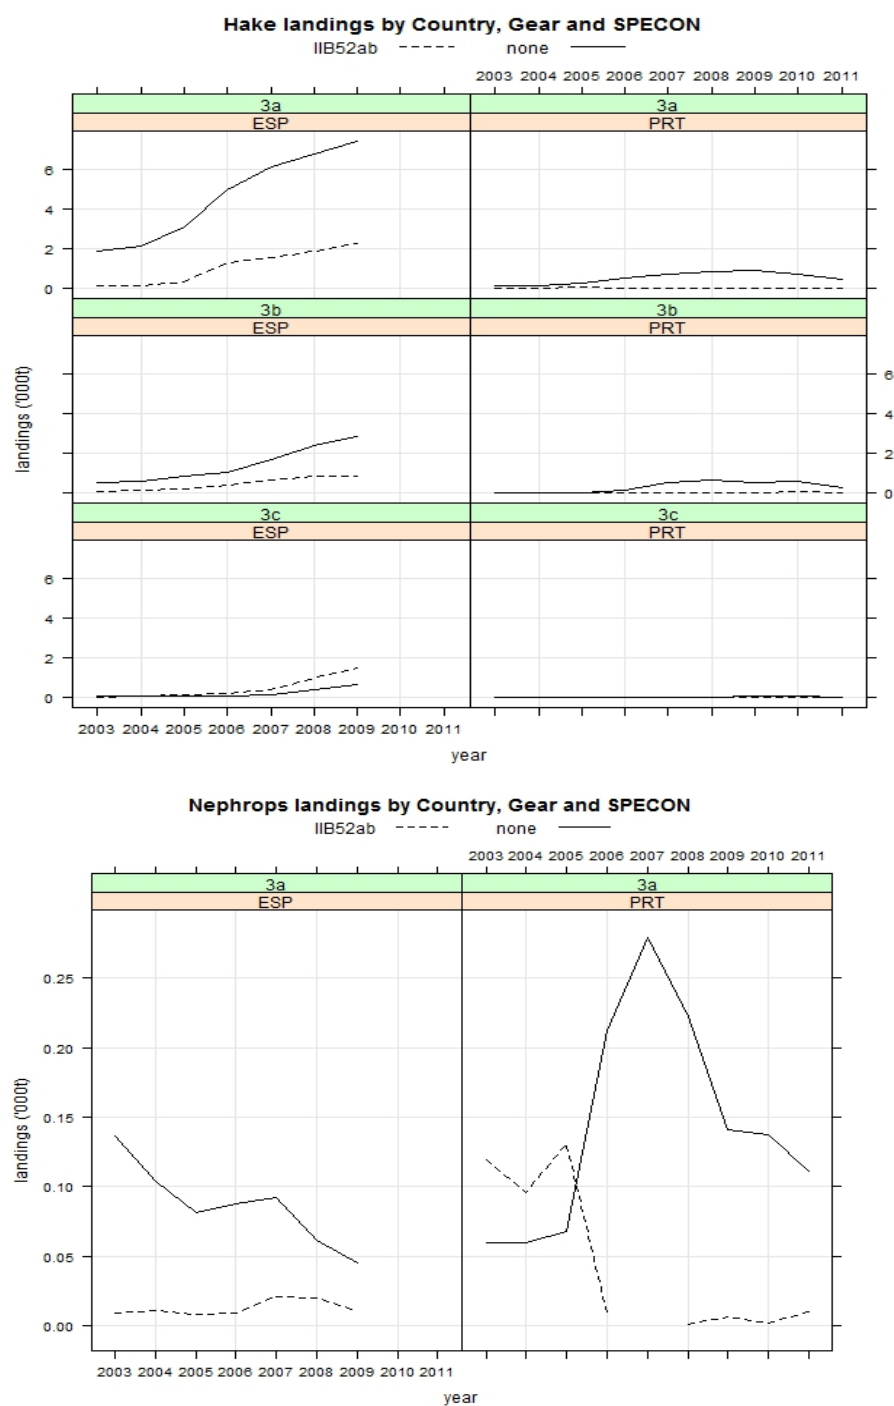 Hake landings by Country, Gear and SPECON
IIB52ab none
2003 2004 2005 2006 2007 2008 2009 2010 2011
3a 3a
ESP PRT
6
4
2
0
3b 3b
ESP PRT
6
4
2
0
landings ('000t)
3c 3c
ESP PRT
6
4
2
0
2003 2004 2005 2006 2007 2008 2009 2010 2011
year
Nephrops landings by Country, Gear and SPECON
IIB52ab none
2003 2004 2005 2006 2007 2008 2009 2010 2011
3a 3a
ESP PRT
0.25
0.20
0.15
0.10
0.05
0.00
landings ('000t)
2003 2004 2005 2006 2007 2008 2009 2010 2011
year